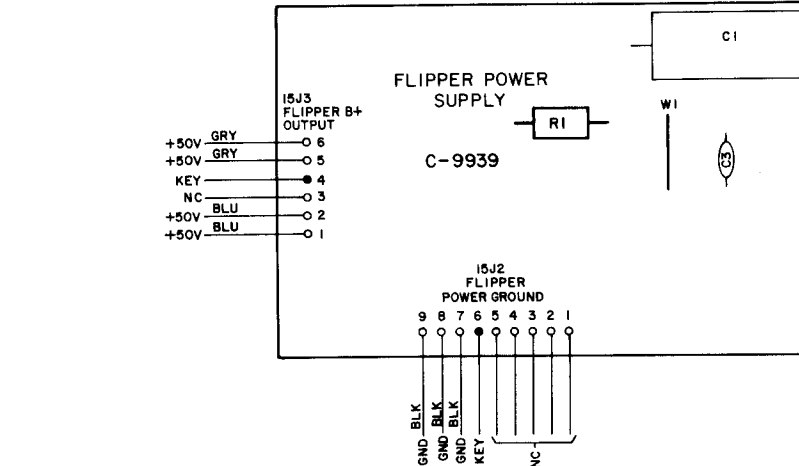 C1
FLIPPER POWER
SUPPLY
W1
R1
C-9939
C3
15J3
FLIPPER B+
OUTPUT
+50V GRY 6
+50V GRY 5
KEY 4
NC 3
+50V BLU 2
+50V BLU 1
15J2
FLIPPER
POWER GROUND
9 8 7 6 5 4 3 2 1
BLK BLK BLK
GND GND GND KEY NC